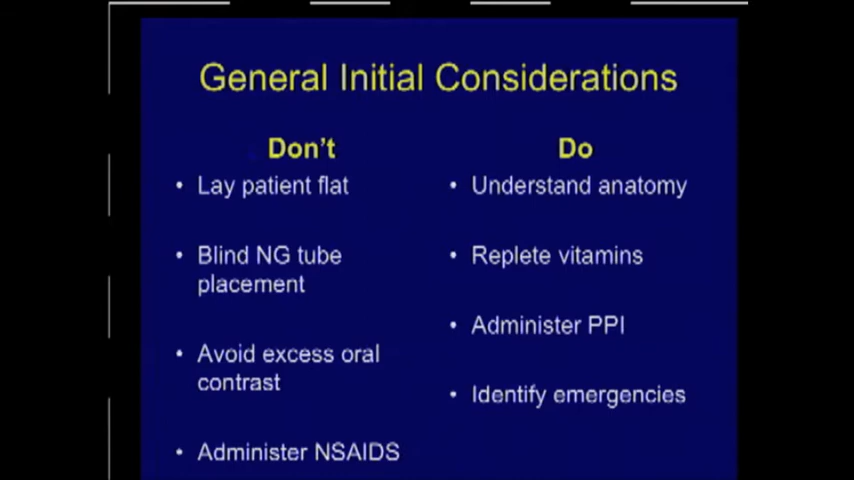 General Initial Considerations
Don't
• Lay patient flat
• Blind NG tube
placement
• Avoid excess oral
contrast
• Administer NSAIDS
Do
• Understand anatomy
• Replete vitamins
• Administer PPI
• Identify emergencies